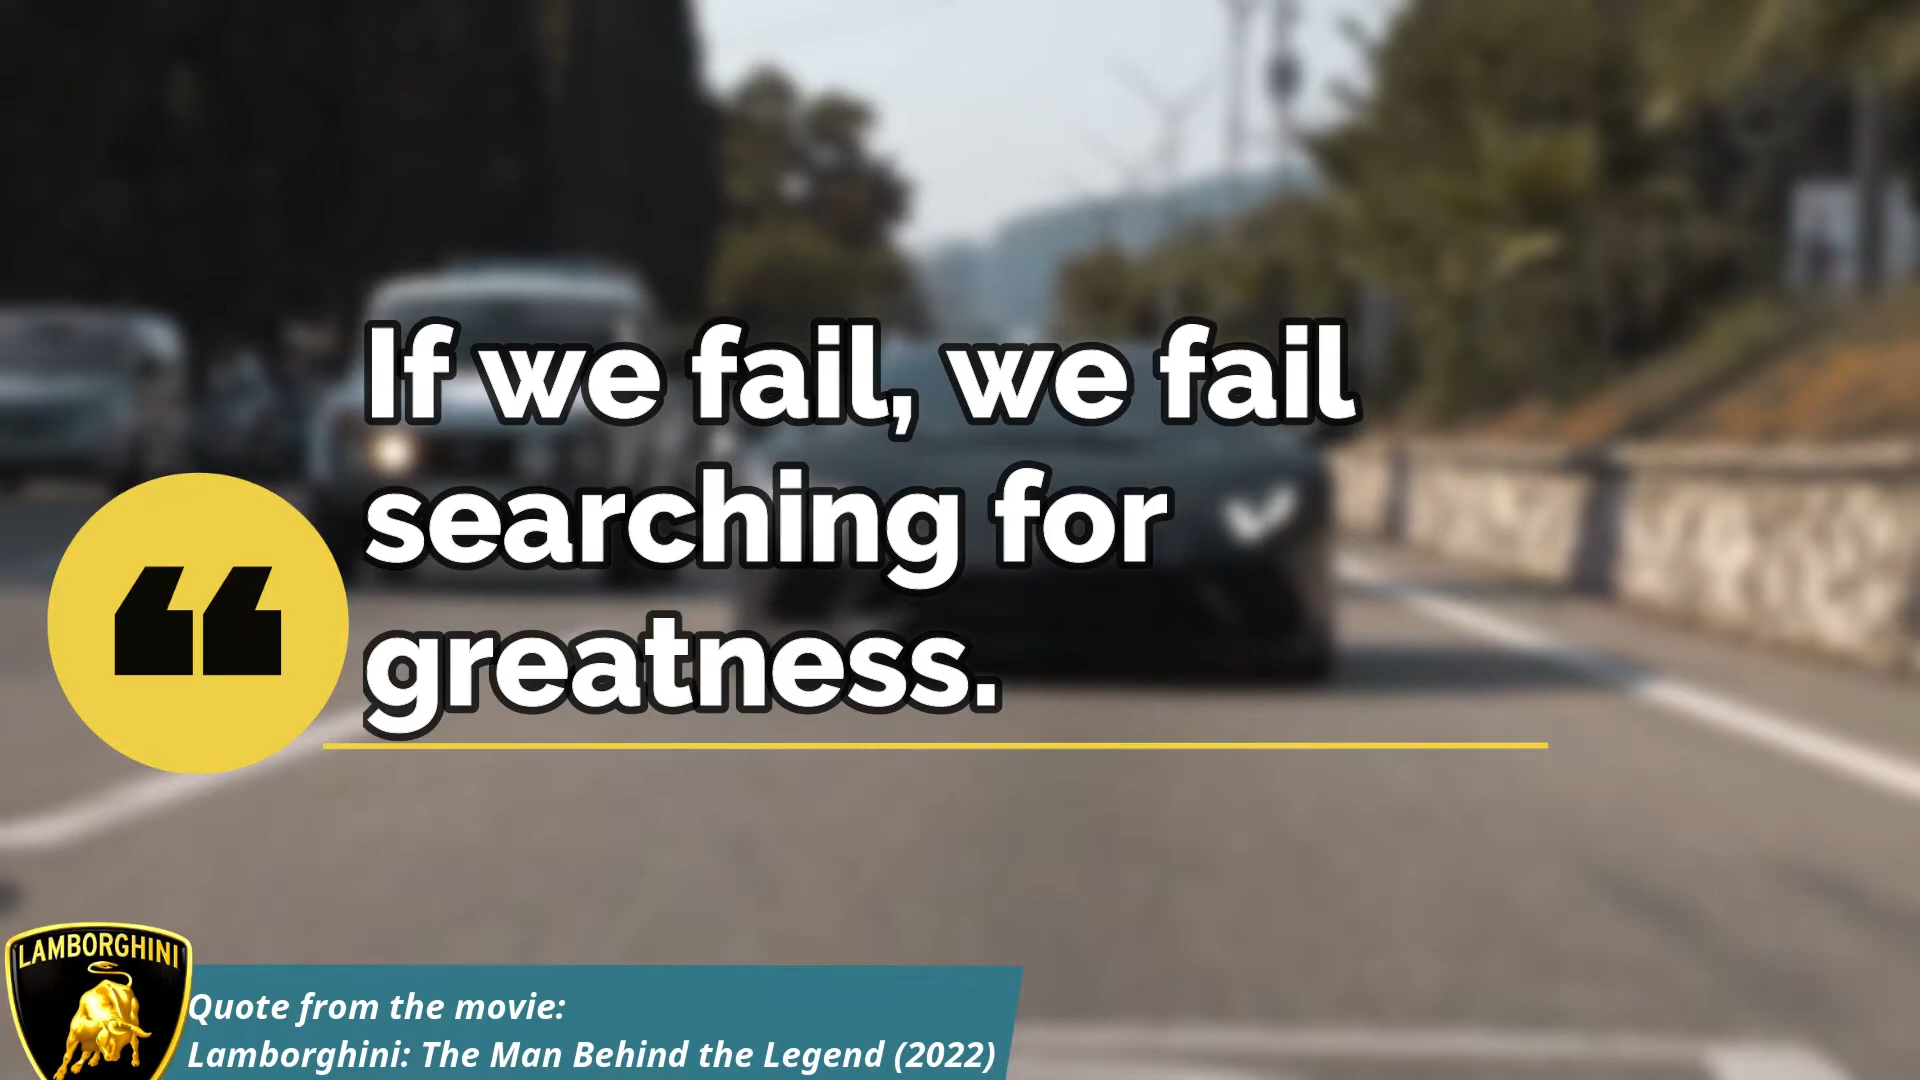 If we fail, we fail
searching for
greatness.
LAMBORGHINI
Quote from the movie:
Lamborghini: The Man Behind the Legend (2022)